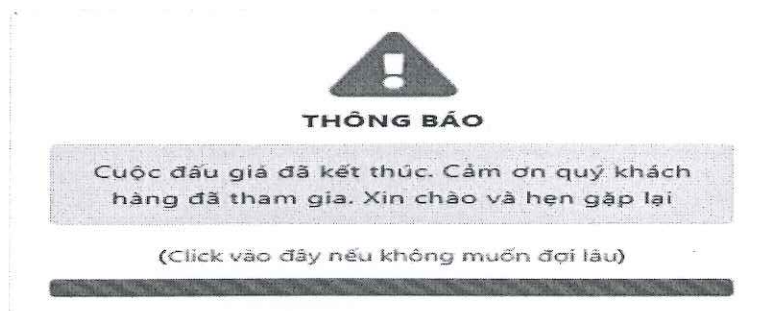 THÔNG BÁO
Cuộc đấu giá đã kết thúc. Cảm ơn quý khách
hàng đã tham gia. Xin chào và hẹn gặp lại
(Click vào đây nếu không muốn đợi lâu)